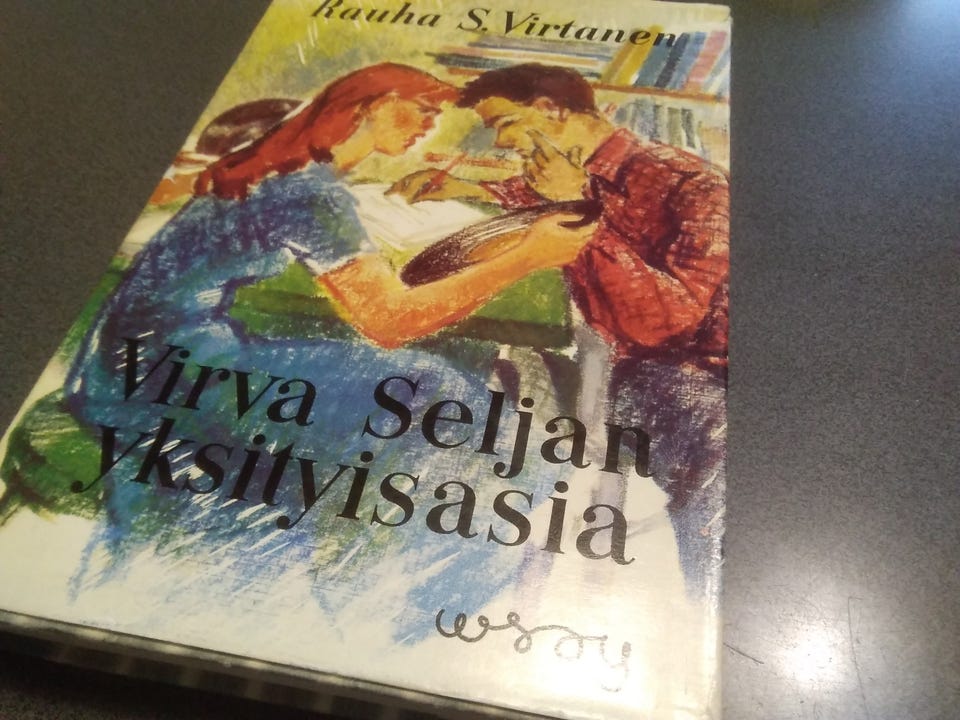 Rauha S. Virtanen
Virva Seljan
yksityisasia
wsoy